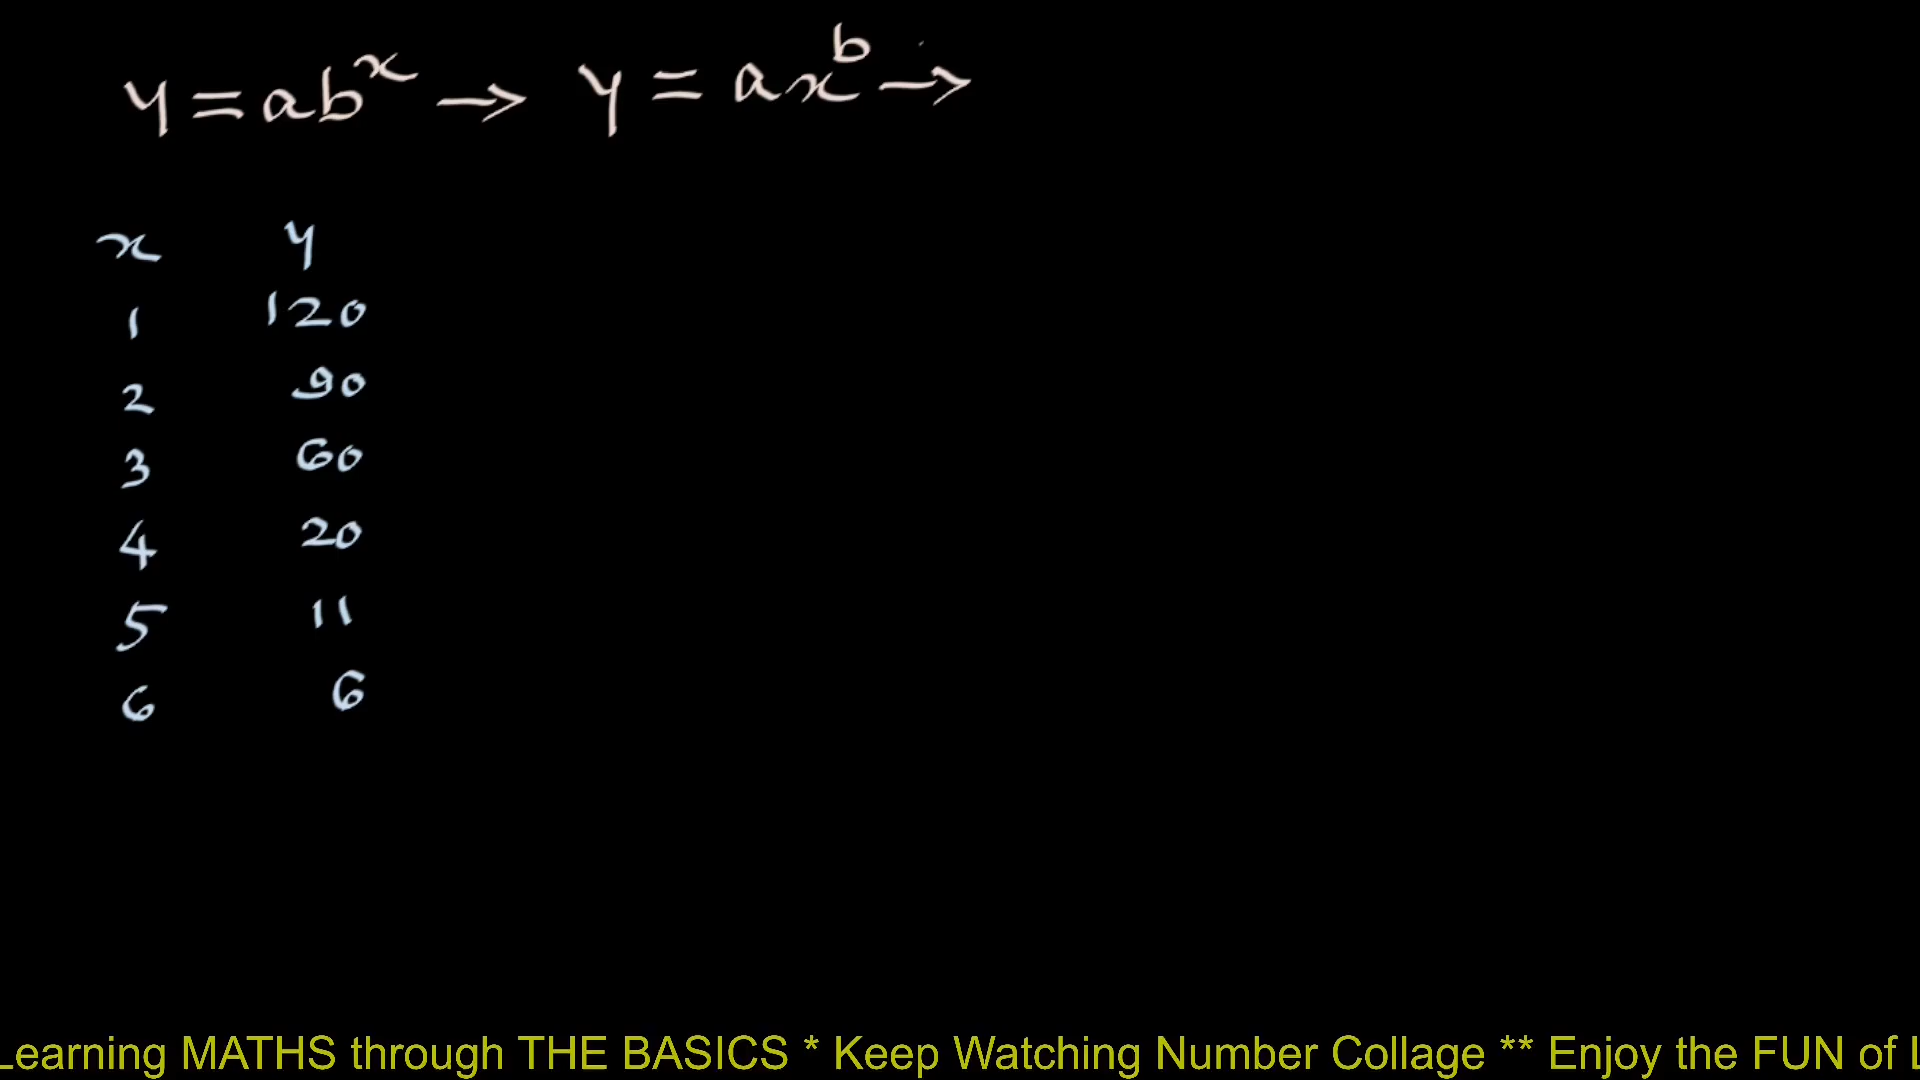 y = ab^x → y = ax^b →
x y
1 120
2 90
3 60
4 20
5 11
6 6
Learning MATHS through THE BASICS * Keep Watching Number Collage ** Enjoy the FUN of L